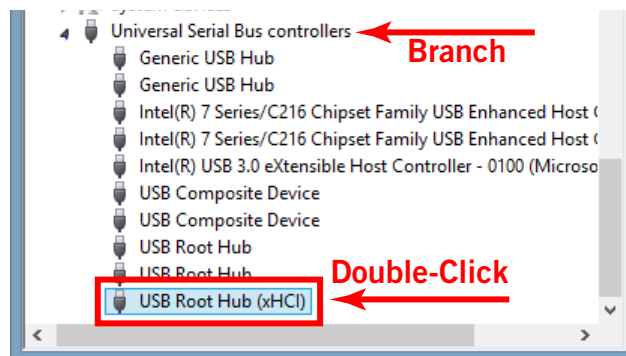 Universal Serial Bus controllers
Branch
Generic USB Hub
Generic USB Hub
Intel(R) 7 Series/C216 Chipset Family USB Enhanced Host
Intel(R) 7 Series/C216 Chipset Family USB Enhanced Host
Intel(R) USB 3.0 eXtensible Host Controller - 0100 (Microso
USB Composite Device
USB Composite Device
USB Root Hub
USB Root Hub
Double-Click
USB Root Hub (xHCI)